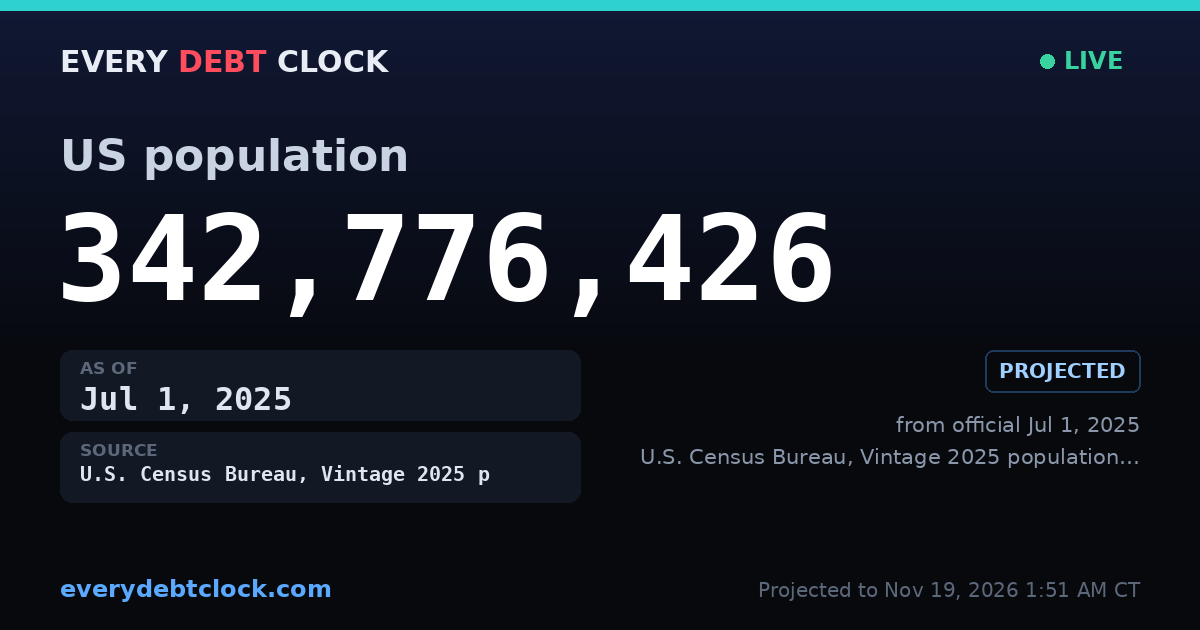 EVERY DEBT CLOCK
LIVE
US population
342,776,426
AS OF
Jul 1, 2025
SOURCE
U.S. Census Bureau, Vintage 2025 p
PROJECTED
from official Jul 1, 2025
U.S. Census Bureau, Vintage 2025 population…
everydebtclock.com
Projected to Nov 19, 2026 1:51 AM CT